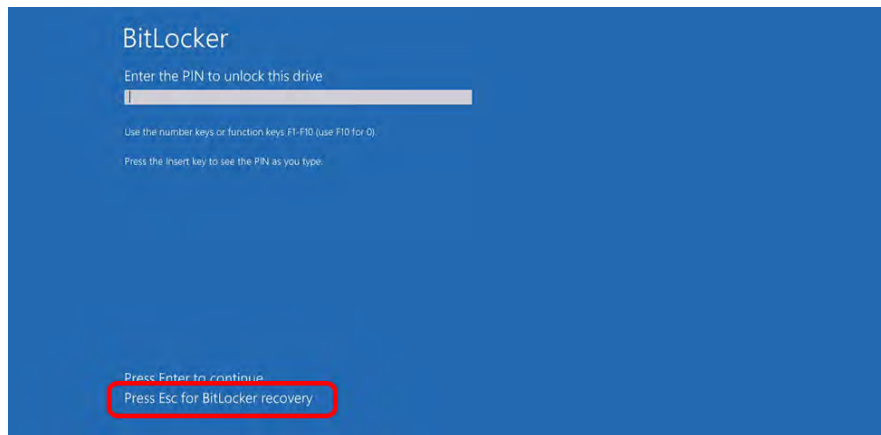 BitLocker
Enter the PIN to unlock this drive
Use the number keys or function keys F1-F10 (use F10 for 0).
Press the Insert key to see the PIN as you type.
Press Enter to continue
Press Esc for BitLocker recovery